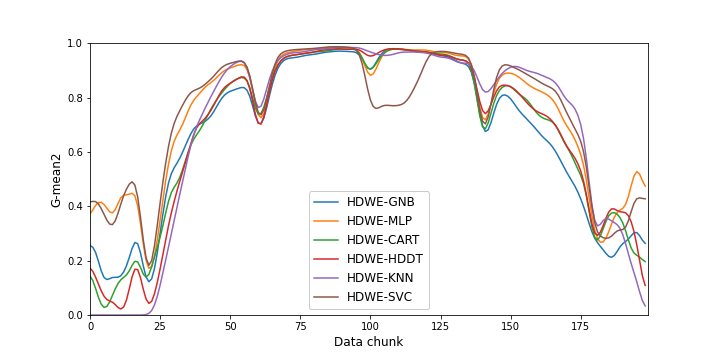 1.0
0.8
0.6
0.4
0.2
0.0
G-mean2
HDWE-GNB
HDWE-MLP
HDWE-CART
HDWE-HDDT
HDWE-KNN
HDWE-SVC
0 25 50 75 100 125 150 175
Data chunk